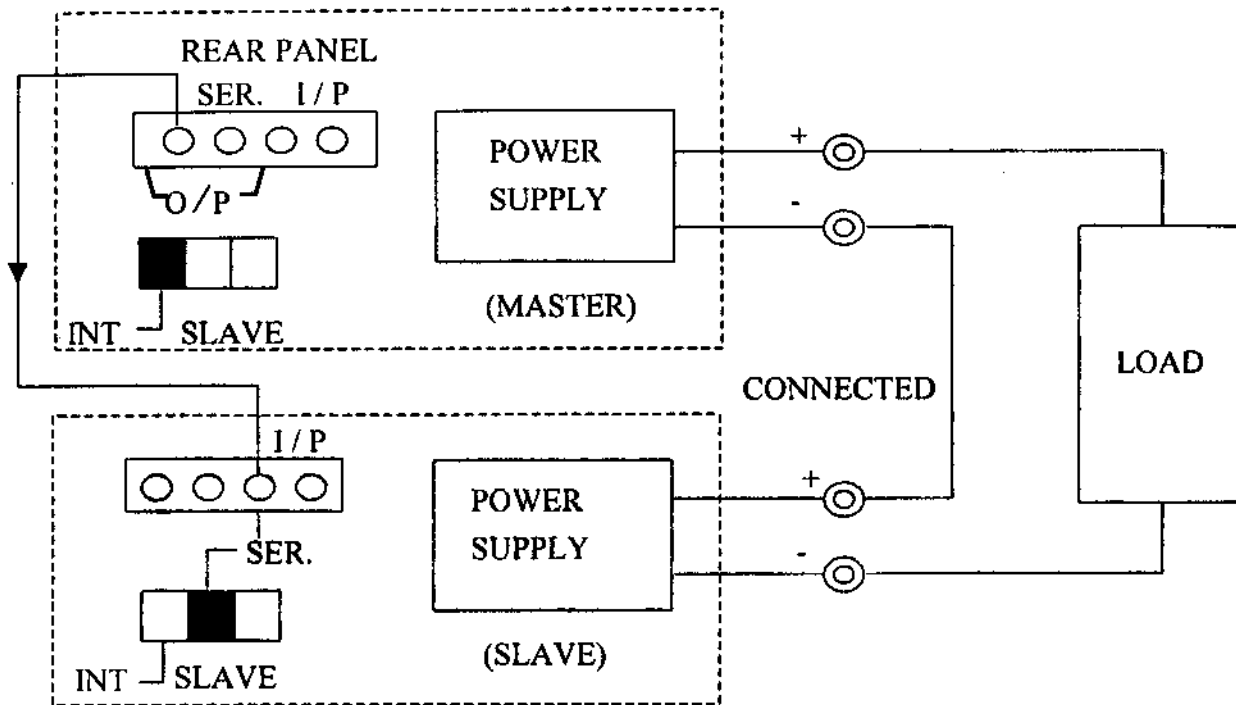 REAR PANEL
SER. I / P
O / P
INT SLAVE
POWER
SUPPLY
(MASTER)
+
-
CONNECTED
LOAD
I / P
SER.
INT SLAVE
POWER
SUPPLY
(SLAVE)
+
-